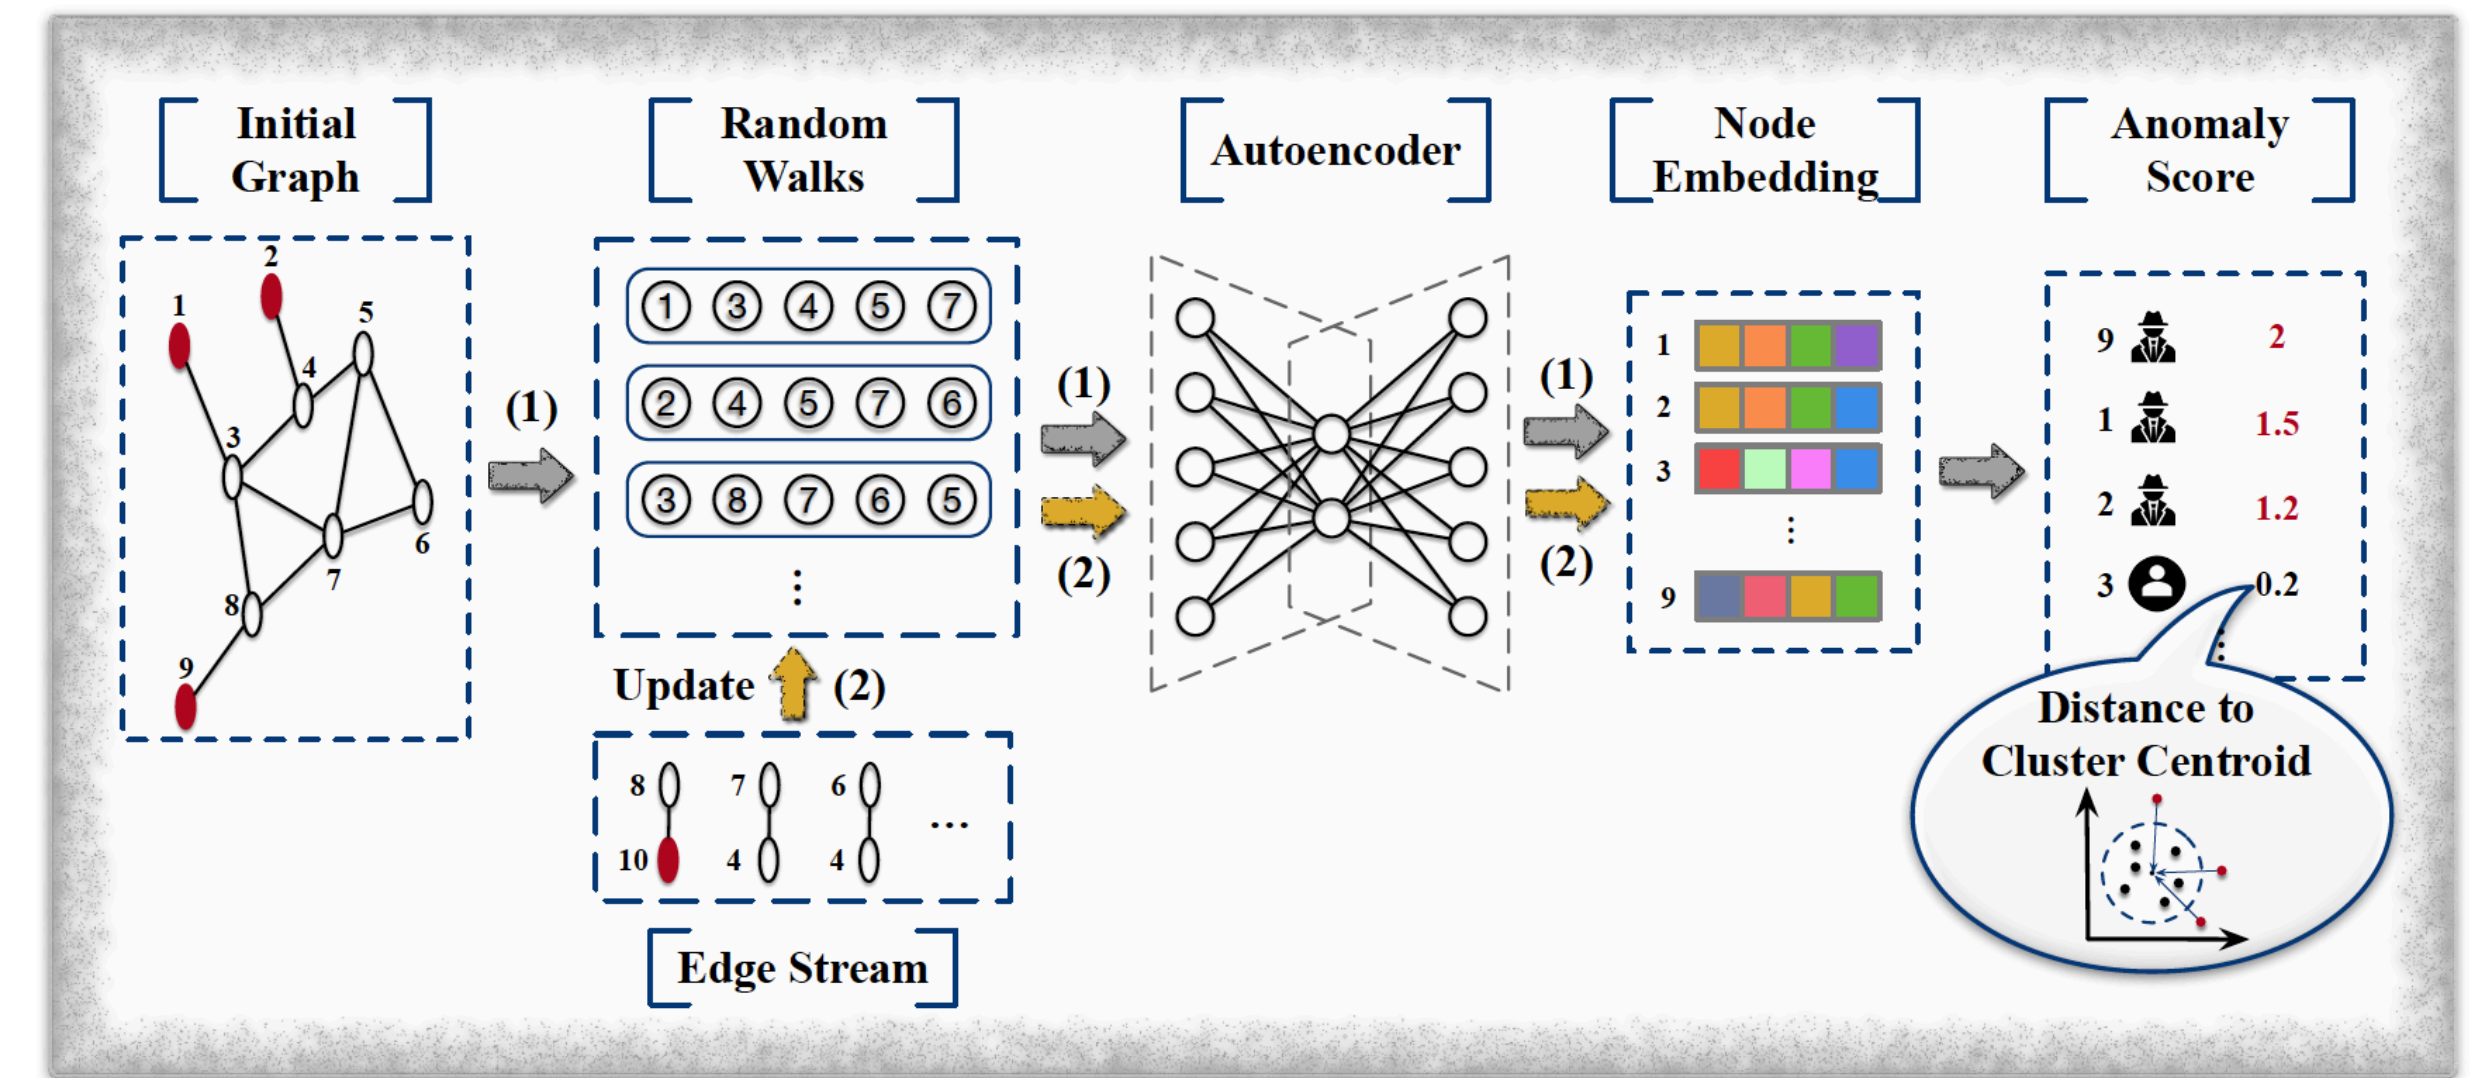 Initial
Graph
Random
Walks
Autoencoder
Node
Embedding
Anomaly
Score
1
2
3
4
5
6
7
8
9
(1)
1 3 4 5 7
2 4 5 7 6
3 8 7 6 5
⋮
Update (2)
8 7 6
10 4 4 ...
Edge Stream
(1)
(2)
(1)
(2)
1
2
3
⋮
9
9 2
1 1.5
2 1.2
3 0.2
⋮
Distance to
Cluster Centroid